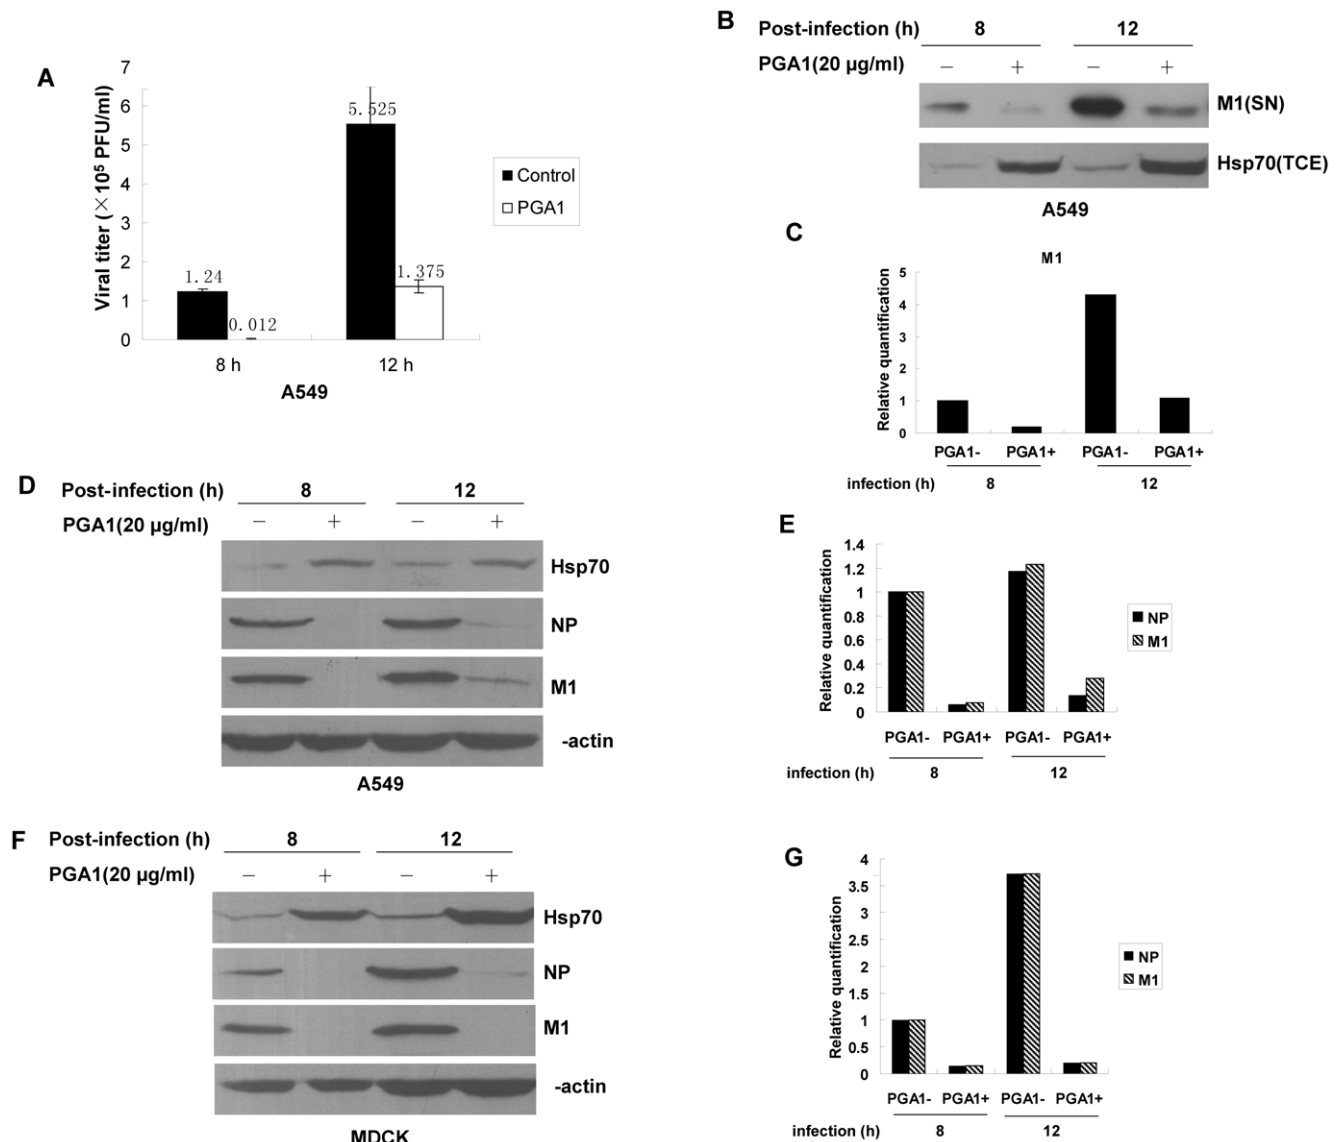 A
7
6
5
4
3
2
1
0
Viral titer (×10⁵ PFU/ml)
1.24
0.012
5.525
1.375
Control
PGA1
8 h
12 h
A549
B
Post-infection (h) 8 12
PGA1(20 µg/ml) − + − +
M1(SN)
Hsp70(TCE)
A549
C
M1
Relative quantification
5
4
3
2
1
0
PGA1- PGA1+ PGA1- PGA1+
infection (h) 8 12
D
Post-infection (h) 8 12
PGA1(20 µg/ml) − + − +
Hsp70
NP
M1
-actin
A549
E
Relative quantification
1.4
1.2
1
0.8
0.6
0.4
0.2
0
NP
M1
PGA1- PGA1+ PGA1- PGA1+
infection (h) 8 12
F
Post-infection (h) 8 12
PGA1(20 µg/ml) − + − +
Hsp70
NP
M1
-actin
MDCK
G
Relative quantification
4
3.5
3
2.5
2
1.5
1
0.5
0
NP
M1
PGA1- PGA1+ PGA1- PGA1+
infection (h) 8 12